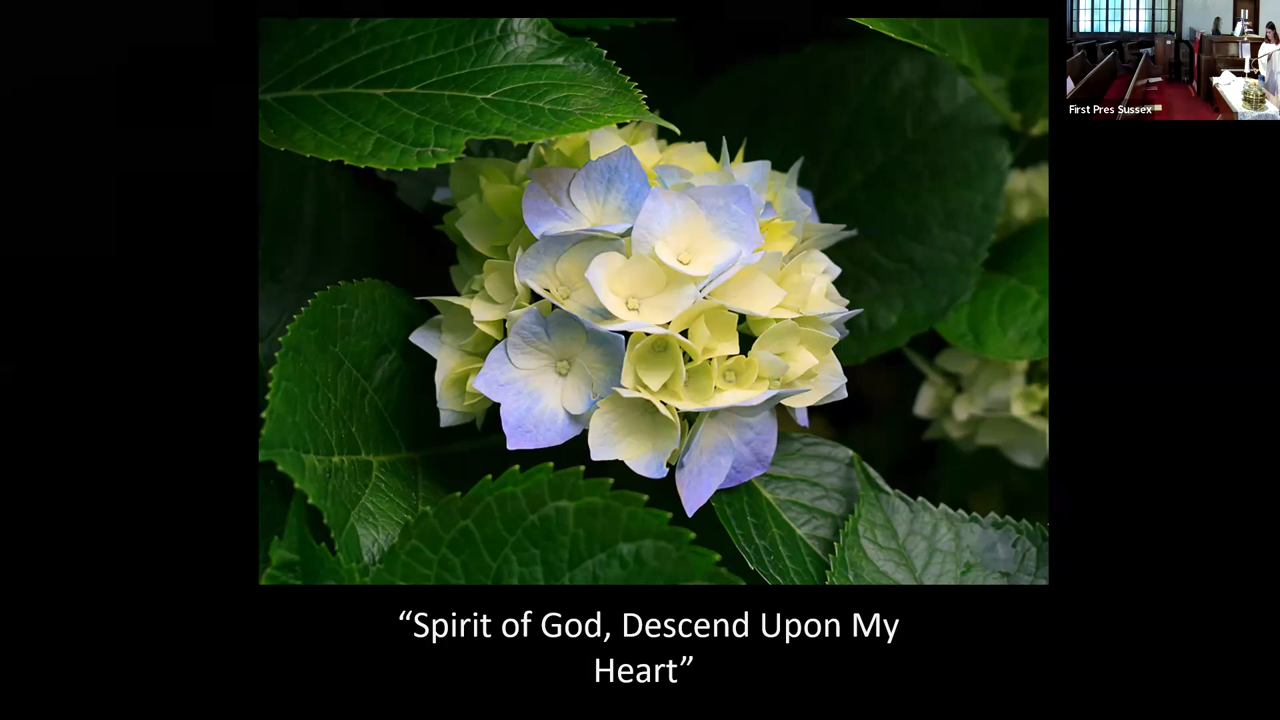 First Pres Sussex
“Spirit of God, Descend Upon My
Heart”